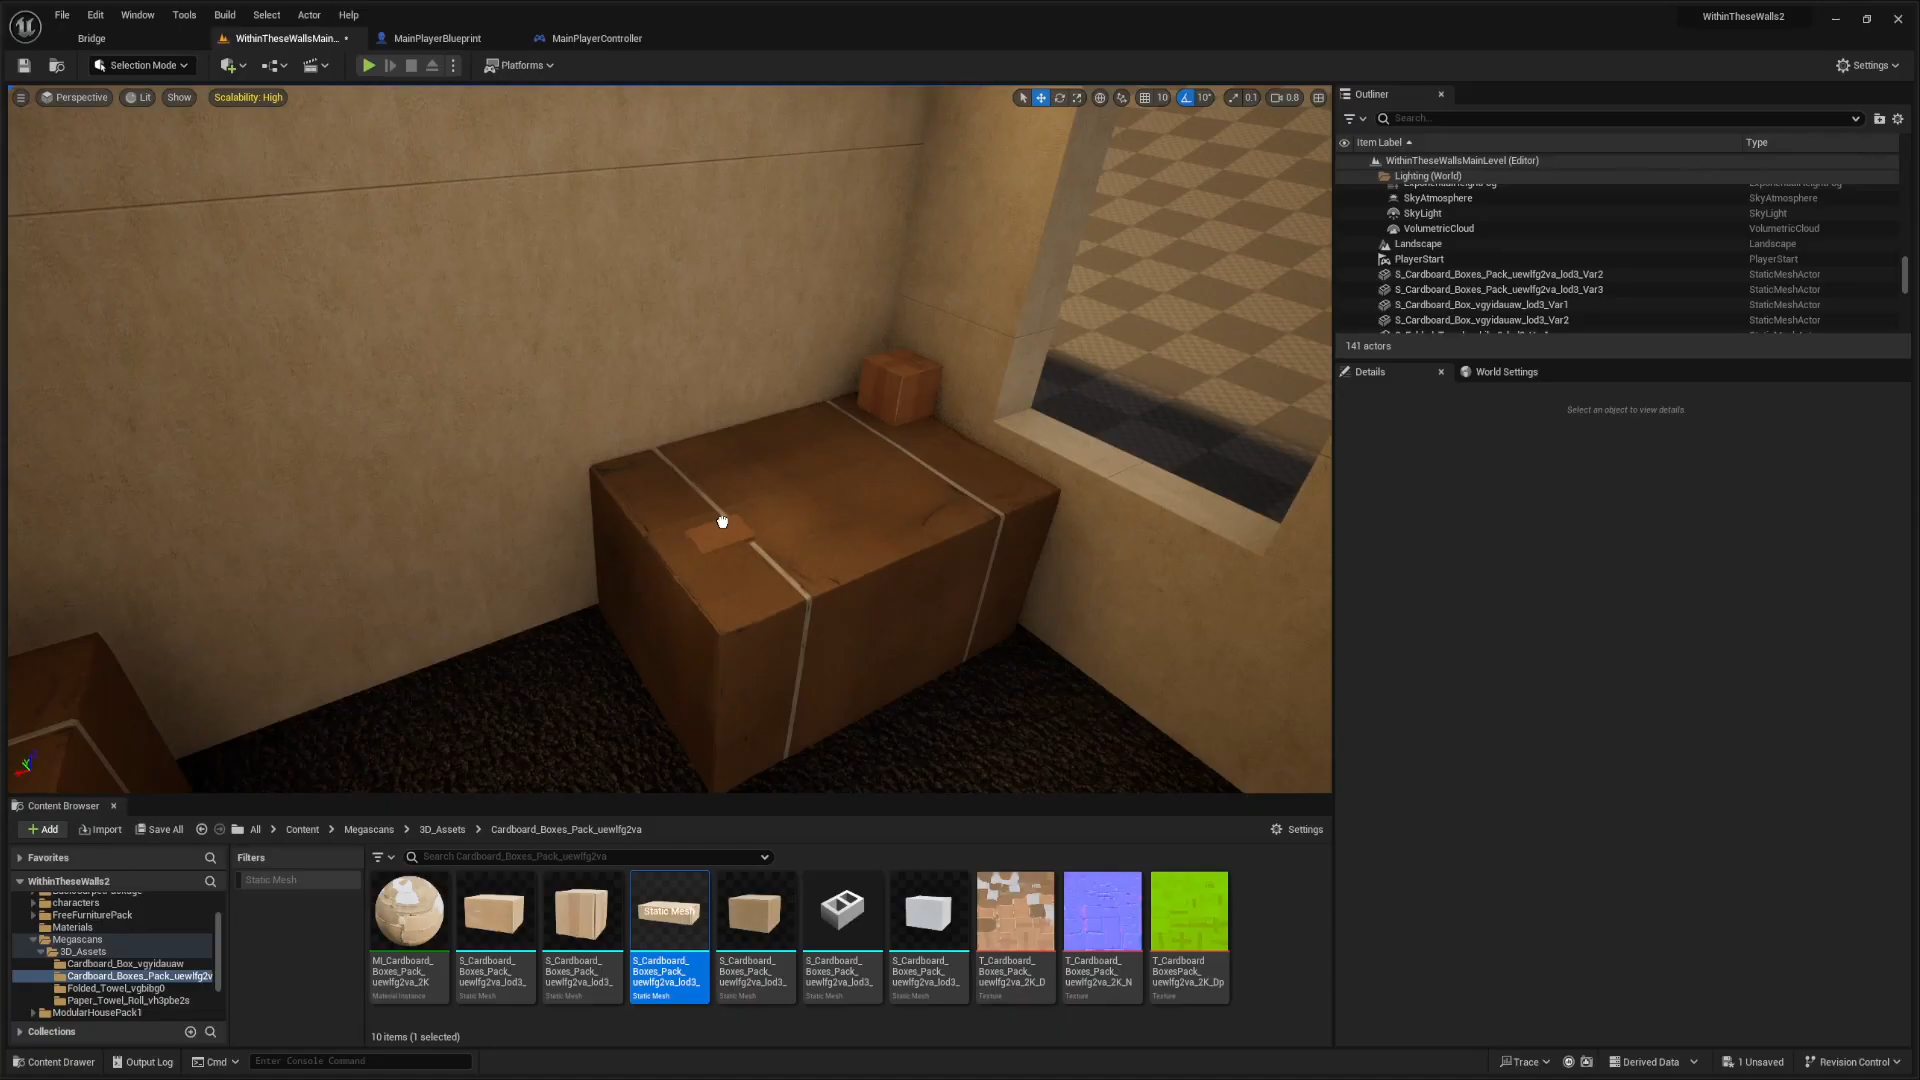 File Edit Window Tools Build Select Actor Help
WithinTheseWalls2
Bridge
WithinTheseWallsMain...
MainPlayerBlueprint
MainPlayerController
Selection Mode
Platforms
Settings
Perspective
Lit
Show
Scalability: High
10
10°
0.1
0.8
Outliner
Search...
Item Label
Type
WithinTheseWallsMainLevel (Editor)
Lighting (World)
SkyAtmosphere SkyAtmosphere
SkyLight SkyLight
VolumetricCloud VolumetricCloud
Landscape Landscape
PlayerStart PlayerStart
S_Cardboard_Boxes_Pack_uewlfg2va_lod3_Var2 StaticMeshActor
S_Cardboard_Boxes_Pack_uewlfg2va_lod3_Var3 StaticMeshActor
S_Cardboard_Box_vgyidauaw_lod3_Var1 StaticMeshActor
S_Cardboard_Box_vgyidauaw_lod3_Var2 StaticMeshActor
141 actors
Details
World Settings
Select an object to view details.
Content Browser
Add
Import
Save All
All > Content > Megascans > 3D_Assets > Cardboard_Boxes_Pack_uewlfg2va
Settings
Favorites
Filters
Search Cardboard_Boxes_Pack_uewlfg2va
WithinTheseWalls2
Static Mesh
characters
FreeFurniturePack
Materials
Megascans
3D_Assets
Cardboard_Box_vgyidauaw
Cardboard_Boxes_Pack_uewlfg2v
Folded_Towel_vgbibg0
Paper_Towel_Roll_vh3pbe2s
ModularHousePack1
Collections
Static Mesh
MI_Cardboard_
Boxes_Pack_
uewlfg2va_2K
Material Instance
S_Cardboard_
Boxes_Pack_
uewlfg2va_lod3_
Static Mesh
S_Cardboard_
Boxes_Pack_
uewlfg2va_lod3_
Static Mesh
S_Cardboard_
Boxes_Pack_
uewlfg2va_lod3_
Static Mesh
S_Cardboard_
Boxes_Pack_
uewlfg2va_lod3_
Static Mesh
S_Cardboard_
Boxes_Pack_
uewlfg2va_lod3_
Static Mesh
S_Cardboard_
Boxes_Pack_
uewlfg2va_lod3_
Static Mesh
T_Cardboard_
Boxes_Pack_
uewlfg2va_2K_D
Texture
T_Cardboard_
Boxes_Pack_
uewlfg2va_2K_N
Texture
T_Cardboard
BoxesPack_
uewlfg2va_2K_Dp
Texture
10 items (1 selected)
Content Drawer
Output Log
Cmd
Enter Console Command
Trace
Derived Data
1 Unsaved
Revision Control